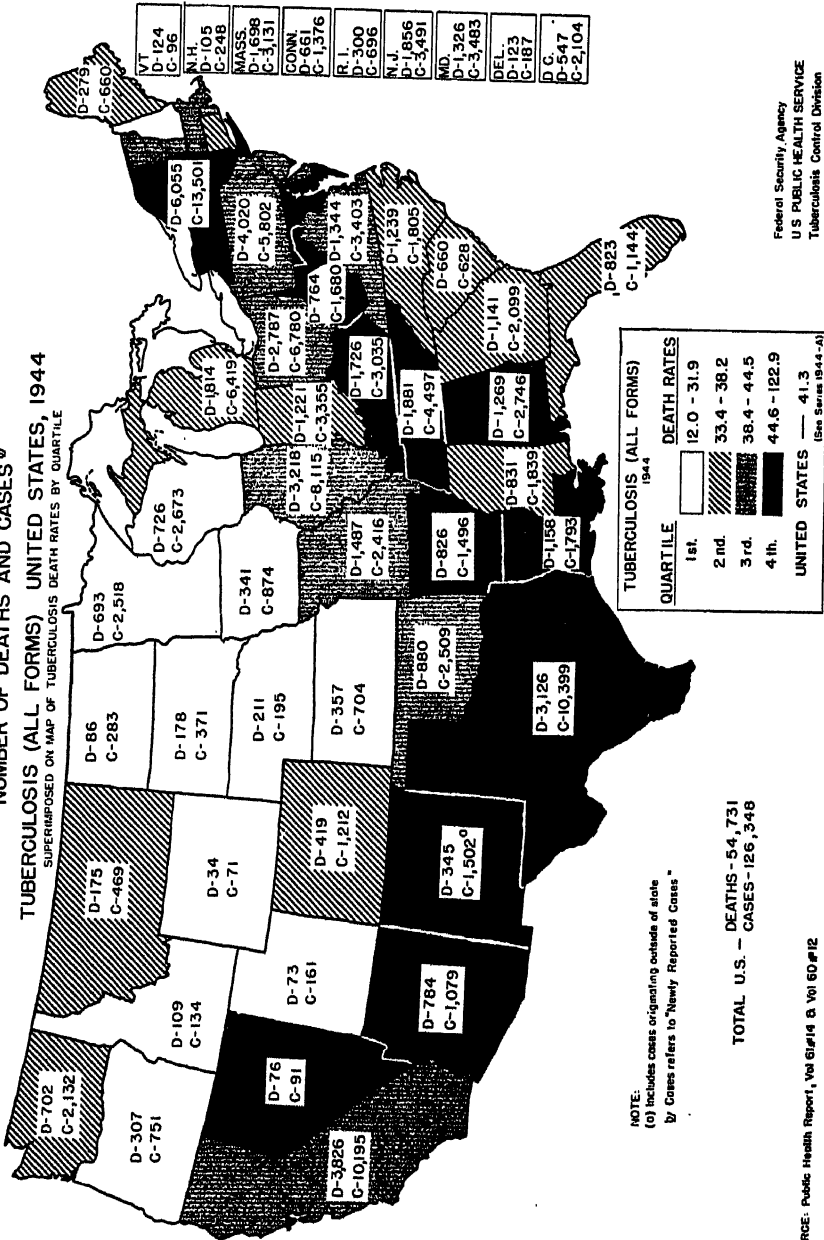 NUMBER OF DEATHS AND CASES
TUBERCULOSIS (ALL FORMS) UNITED STATES, 1944
SUPERIMPOSED ON MAP OF TUBERCULOSIS DEATH RATES BY QUARTILE
D-702
C-2,132
D-307
C-751
D-3,826
C-10,195
D-76
C-91
D-109
C-134
D-175
C-469
D-34
C-71
D-73
C-161
D-784
C-1,079
D-419
C-1,212
D-345
C-1,502ᵃ
D-86
C-283
D-178
C-371
D-211
C-195
D-357
C-704
D-880
C-2,509
D-3,126
C-10,399
D-693
C-2,518
D-341
C-874
D-1,487
C-2,416
D-826
C-1,496
D-1,158
C-1,793
D-726
C-2,673
D-3,218
C-8,115
D-831
C-1,839
D-1,814
C-6,419
D-1,221
C-3,355
D-2,787
C-6,780
D-1,726
C-3,035
D-1,881
C-4,497
D-1,269
C-2,746
D-1,141
C-2,099
D-823
C-1,144
D-660
C-628
D-1,239
C-1,805
D-1,344
C-3,403
D-764
C-1,680
D-4,020
C-5,802
D-6,055
C-13,501
D-279
C-660
VT
D-124
C-96
N.H.
D-105
C-248
MASS.
D-1,698
C-3,131
CONN.
D-661
C-1,376
R.I.
D-300
C-696
N.J.
D-1,856
C-3,491
MD.
D-1,326
C-3,483
DEL.
D-123
C-187
D C.
D-547
C-2,104
NOTE:
(a) Includes cases originating outside of state
b/ Cases refers to "Newly Reported Cases"
TOTAL U.S. — DEATHS-54,731
CASES-126,348
TUBERCULOSIS (ALL FORMS)
1944
QUARTILE DEATH RATES
1st. 12.0 - 31.9
2 nd. 33.4 - 38.2
3 rd. 38.4 - 44.5
4 th. 44.6 - 122.9
UNITED STATES — 41.3
(See Series 1944-A)
Federal Security Agency
U S PUBLIC HEALTH SERVICE
Tuberculosis Control Division
RCE: Public Health Report, Vol 61#14 & Vol 60#12